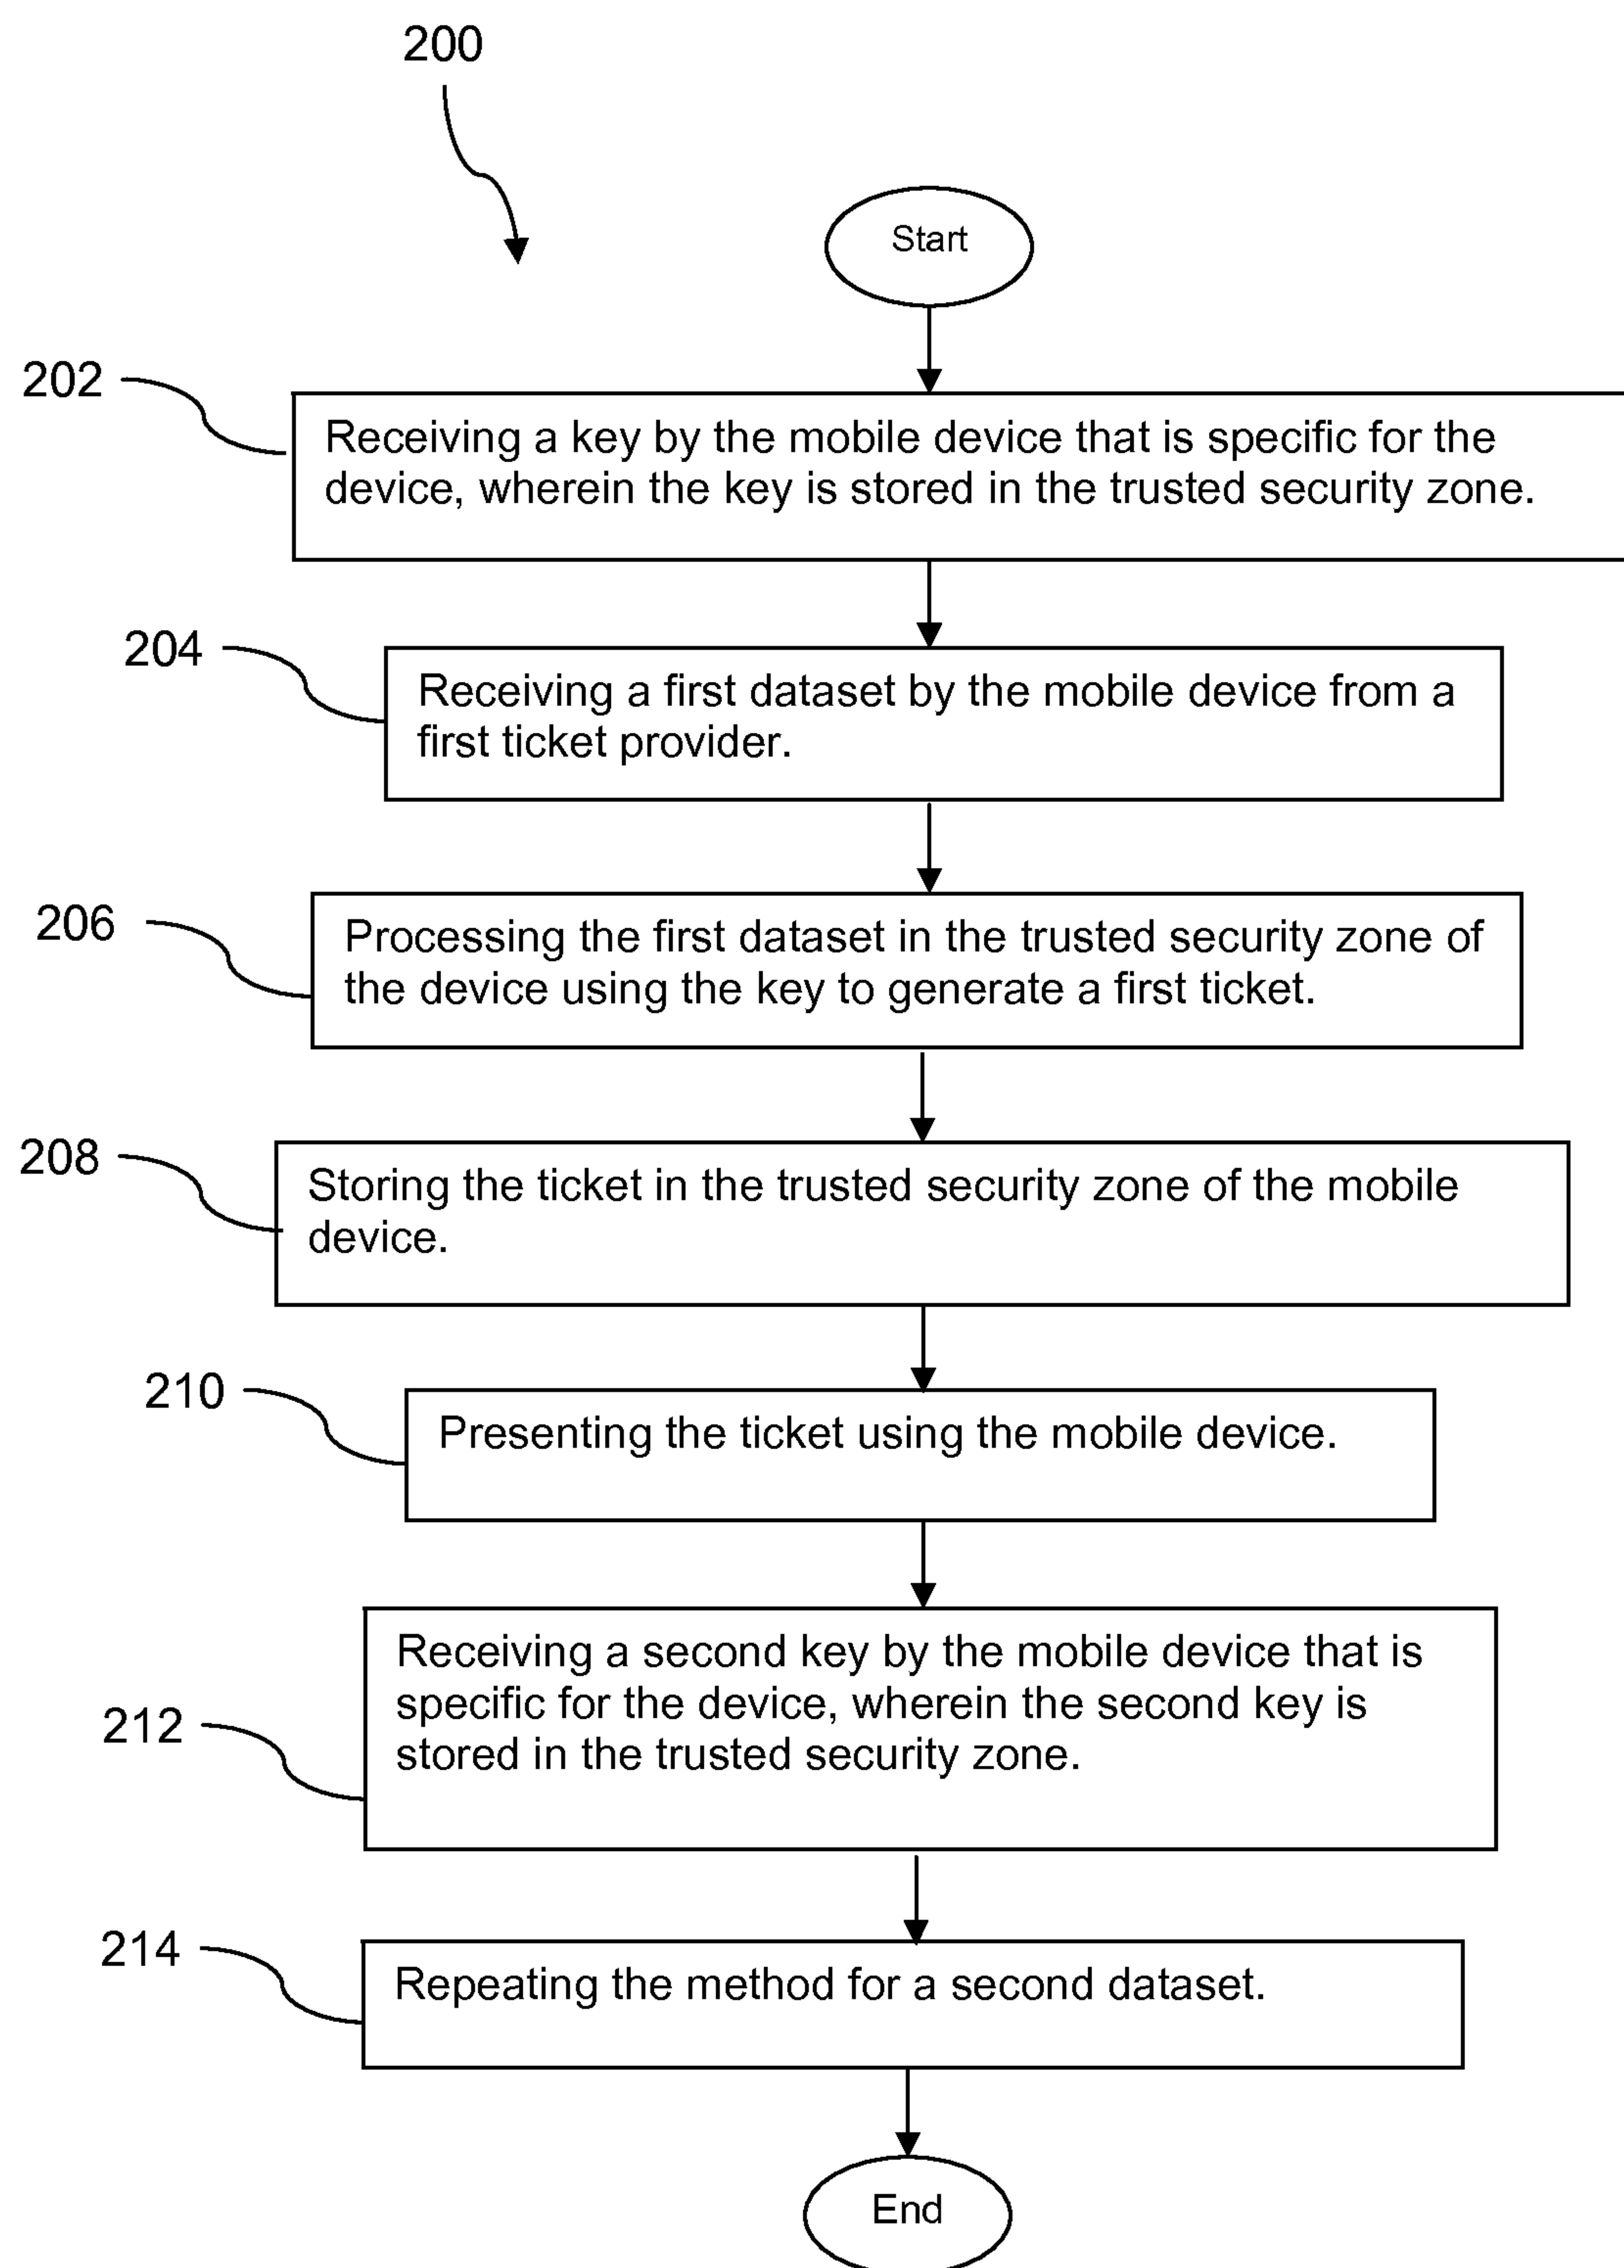 200
Start
202
Receiving a key by the mobile device that is specific for the
device, wherein the key is stored in the trusted security zone.
204
Receiving a first dataset by the mobile device from a
first ticket provider.
206
Processing the first dataset in the trusted security zone of
the device using the key to generate a first ticket.
208
Storing the ticket in the trusted security zone of the mobile
device.
210
Presenting the ticket using the mobile device.
212
Receiving a second key by the mobile device that is
specific for the device, wherein the second key is
stored in the trusted security zone.
214
Repeating the method for a second dataset.
End